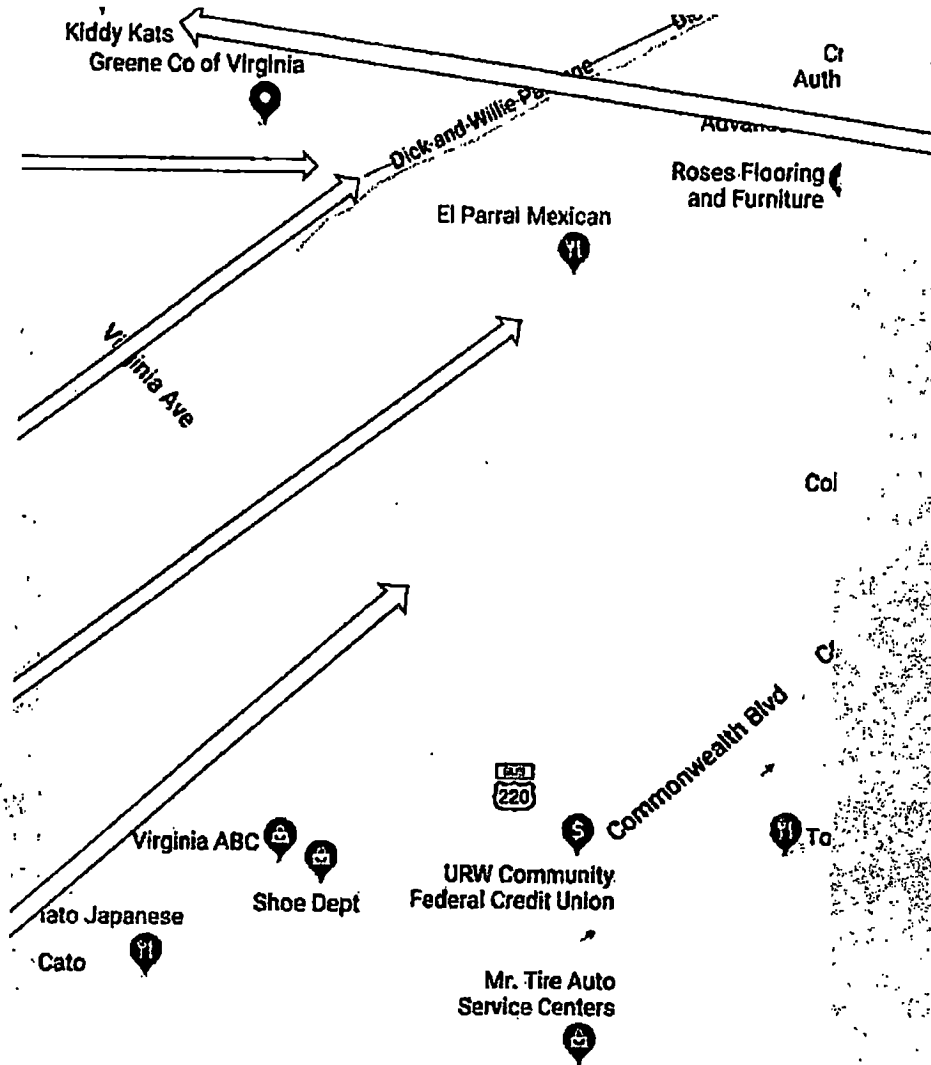 Kiddy Kats
Greene Co of Virginia
Dick and Willie
Roses Flooring
and Furniture
El Parral Mexican
Virginia Ave
Commonwealth Blvd
220
Virginia ABC
Shoe Dept
URW Community
Federal Credit Union
Japanese
Cato
Mr. Tire Auto
Service Centers